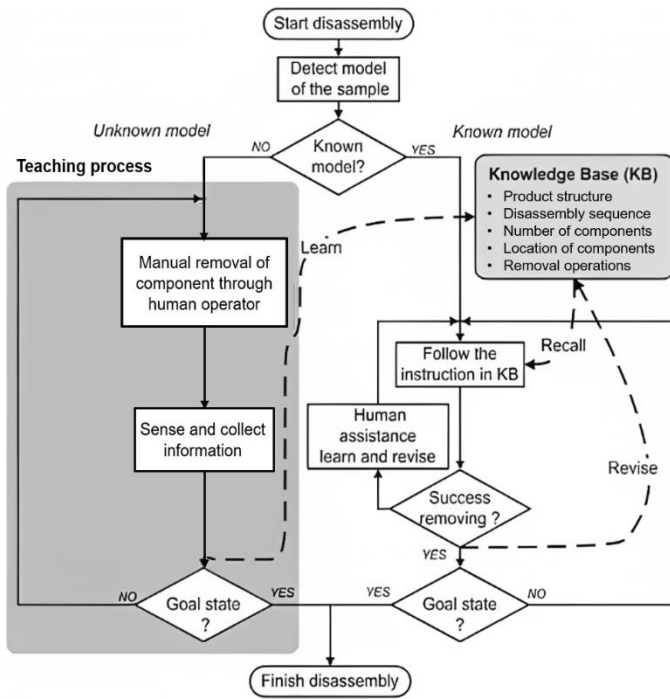 Start disassembly
Detect model
of the sample
Unknown model
Known model
NO
Known
model?
YES
Teaching process
Knowledge Base (KB)
• Product structure
• Disassembly sequence
• Number of components
• Location of components
• Removal operations
Learn
Manual removal of
component through
human operator
Recall
Follow the
instruction in KB
Human
assistance
learn and revise
Sense and collect
information
Revise
Success
removing ?
YES
NO
Goal state
?
YES
YES
Goal state
?
NO
Finish disassembly